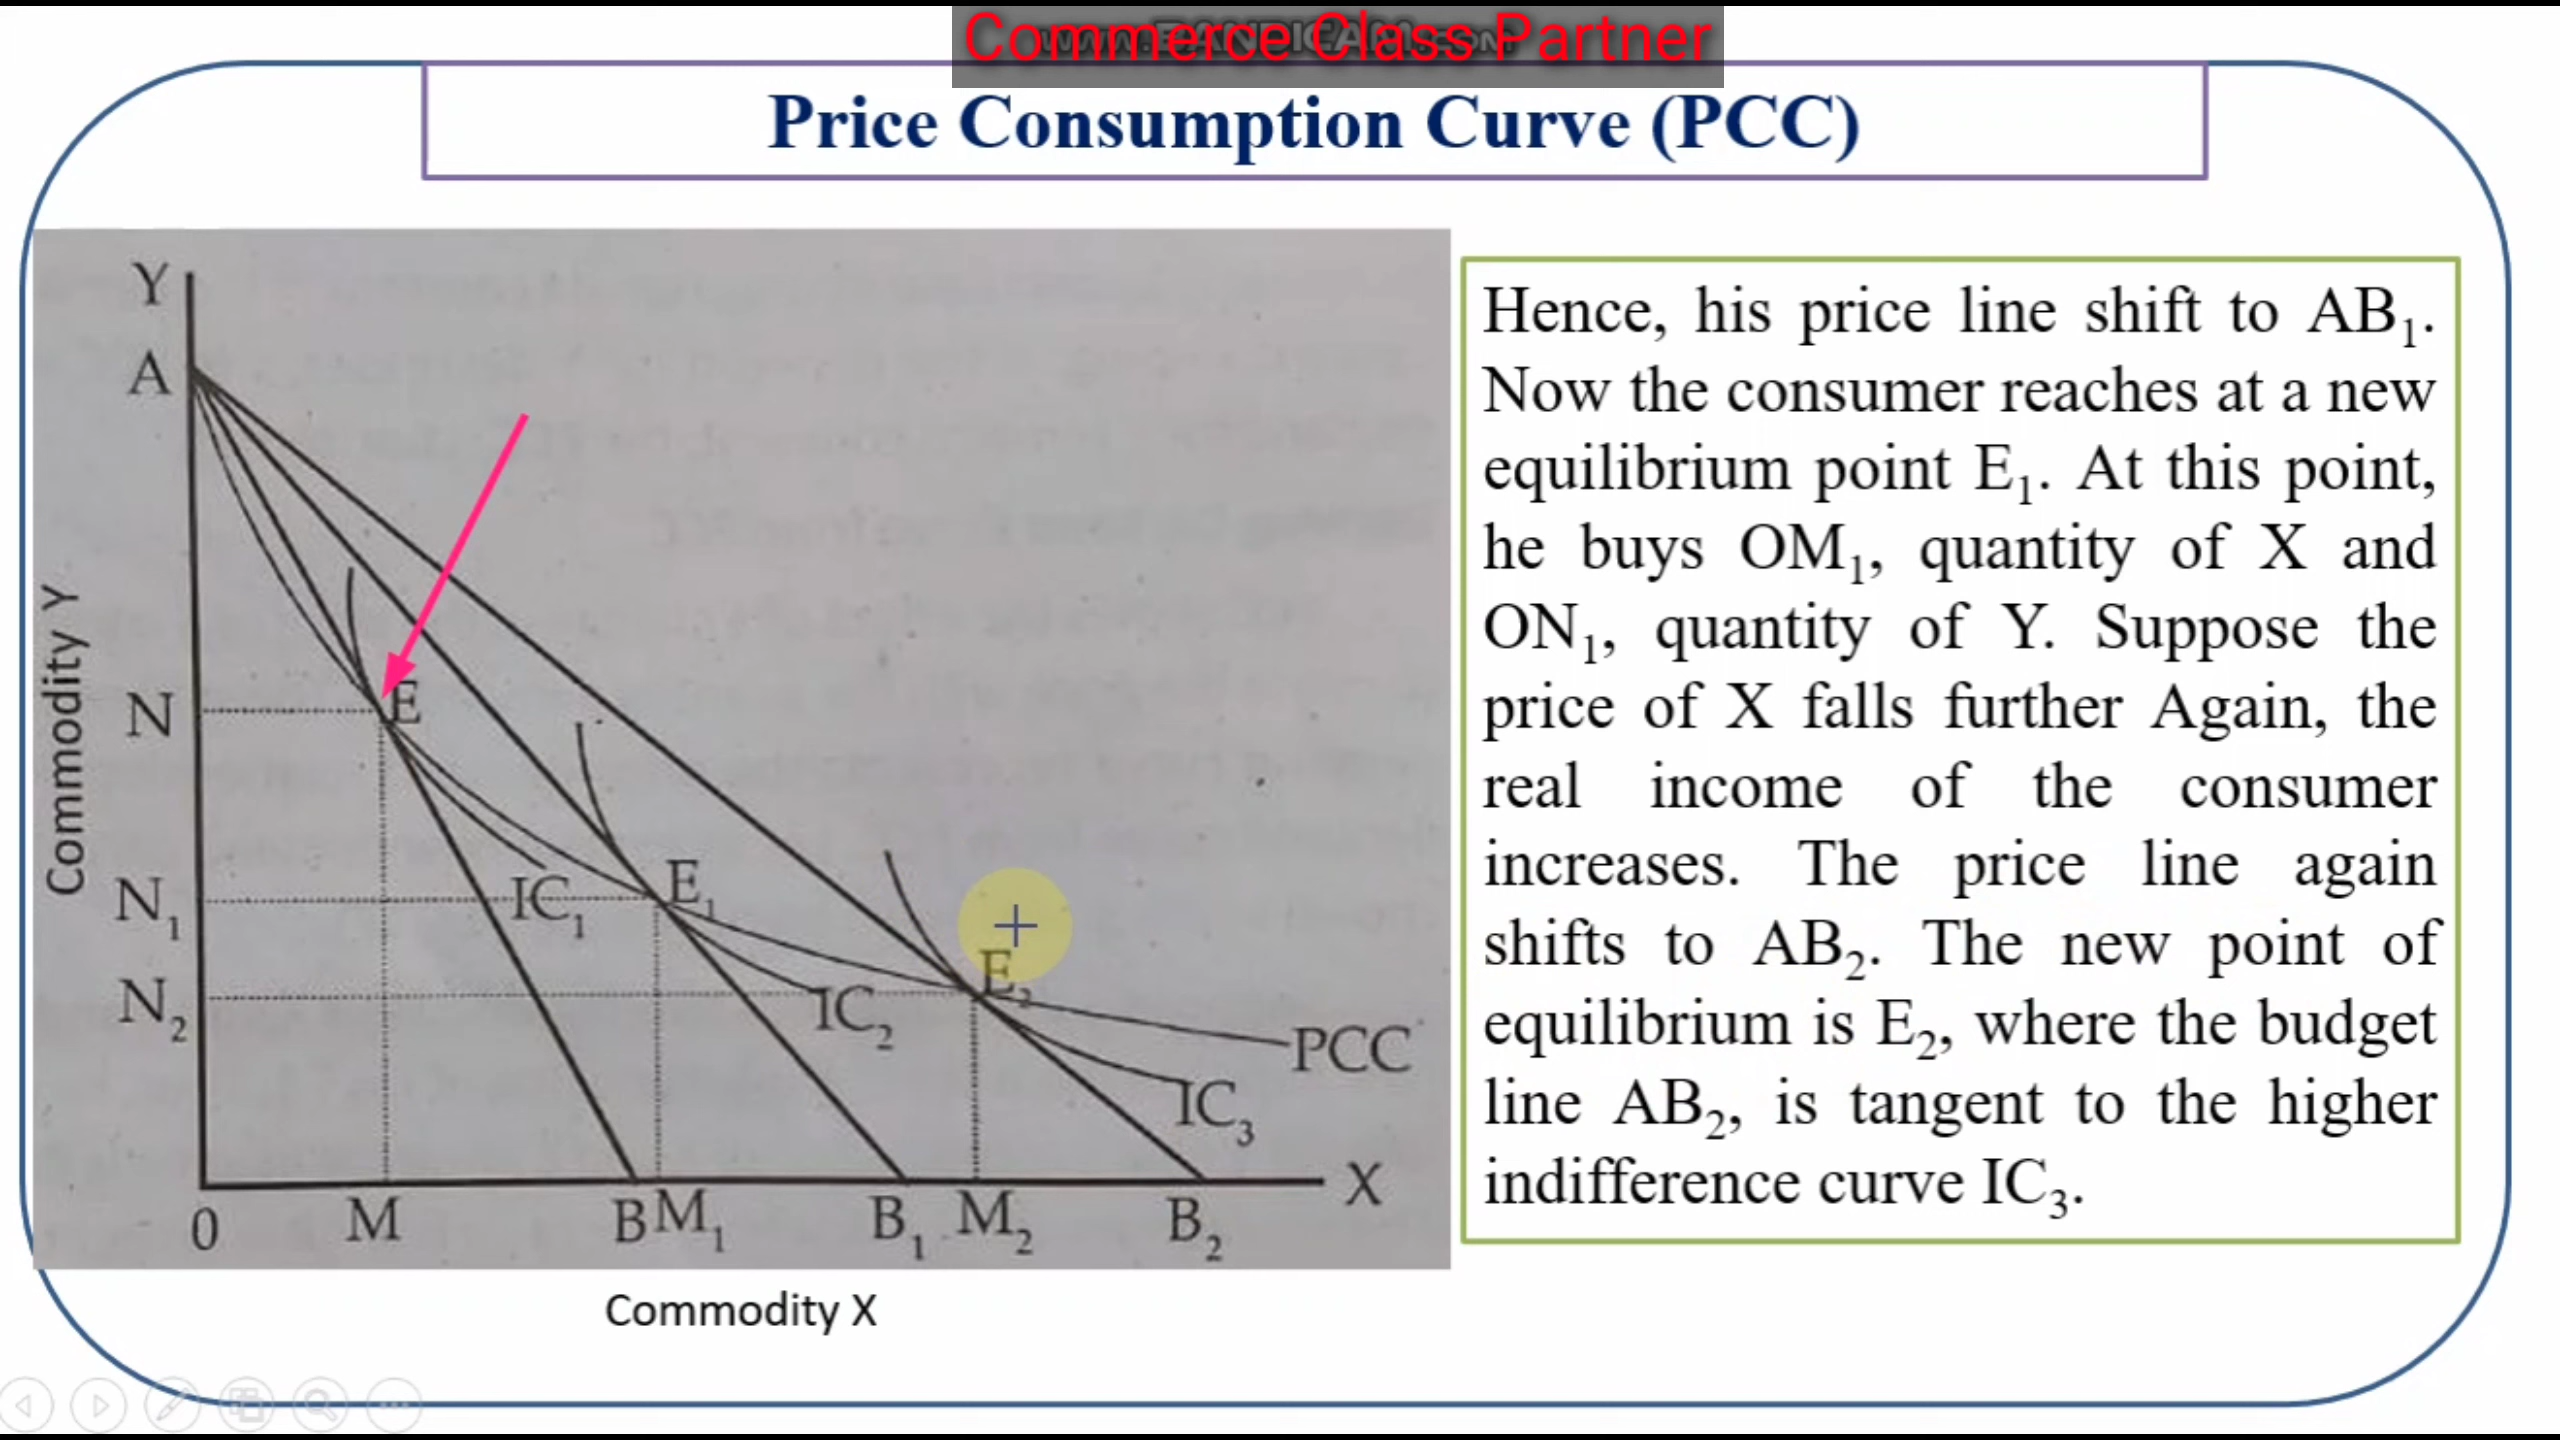 Commerce Class Partner
Price Consumption Curve (PCC)
Y
A
Commodity Y
N
N₁
N₂
E
E₁
E₂
IC₁
IC₂
IC₃
PCC
X
0
M
B
M₁
B₁
M₂
B₂
Commodity X
Hence, his price line shift to AB₁.
Now the consumer reaches at a new
equilibrium point E₁. At this point,
he buys OM₁, quantity of X and
ON₁, quantity of Y. Suppose the
price of X falls further Again, the
real income of the consumer
increases. The price line again
shifts to AB₂. The new point of
equilibrium is E₂, where the budget
line AB₂, is tangent to the higher
indifference curve IC₃.